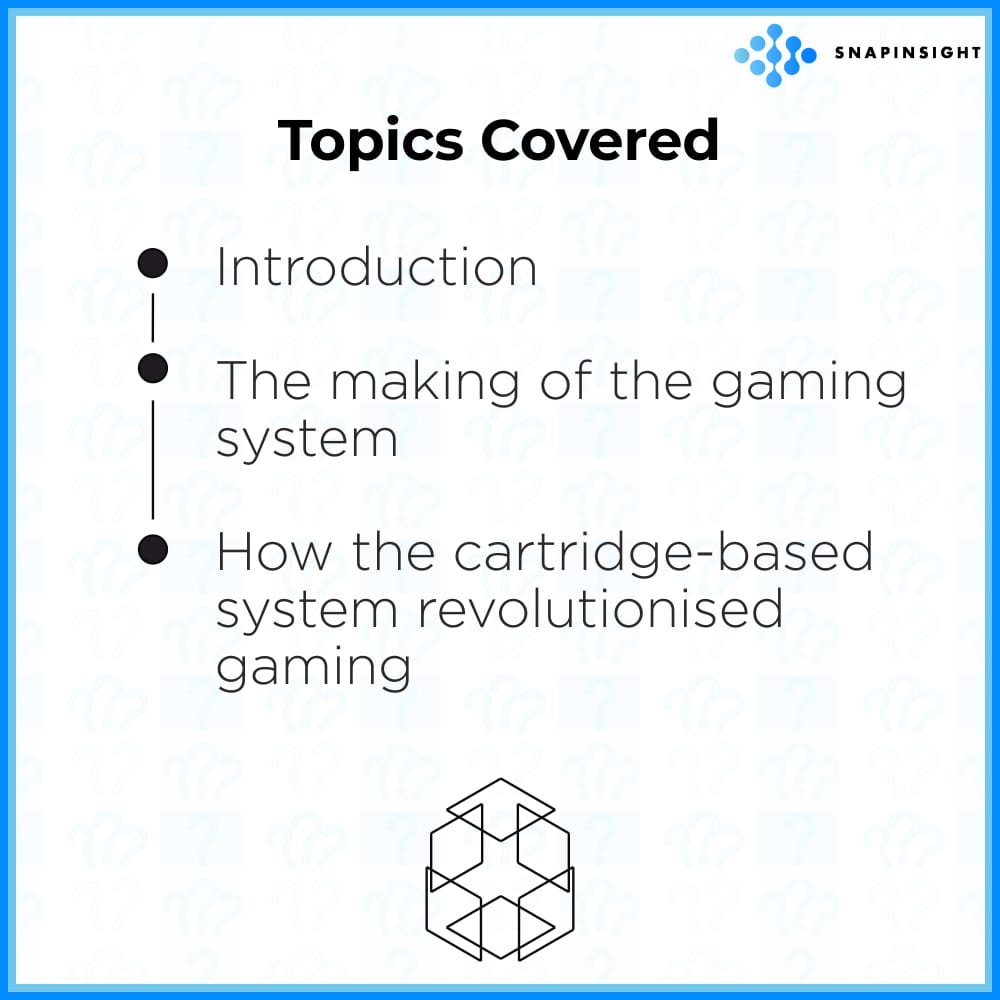 SNAPINSIGHT
Topics Covered
Introduction
The making of the gaming
system
How the cartridge-based
system revolutionised
gaming